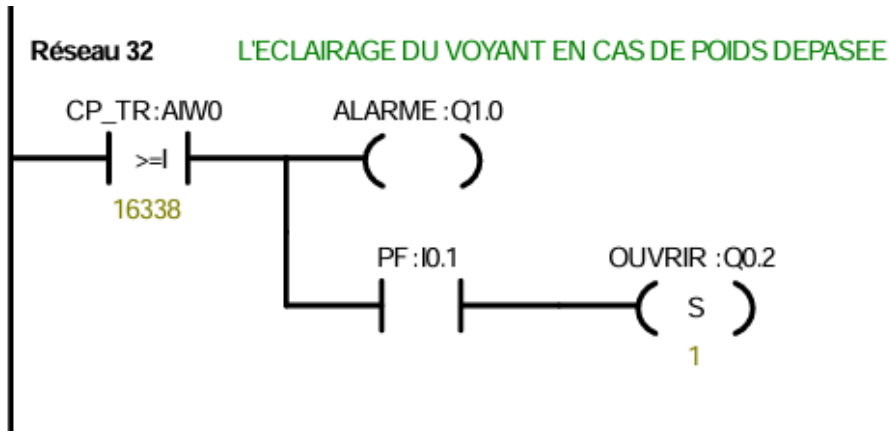 Réseau 32 L'ECLAIRAGE DU VOYANT EN CAS DE POIDS DEPASEE
CP_TR:AIW0 ALARME :Q1.0
>=I
16338
PF :I0.1 OUVRIR :Q0.2
S
1